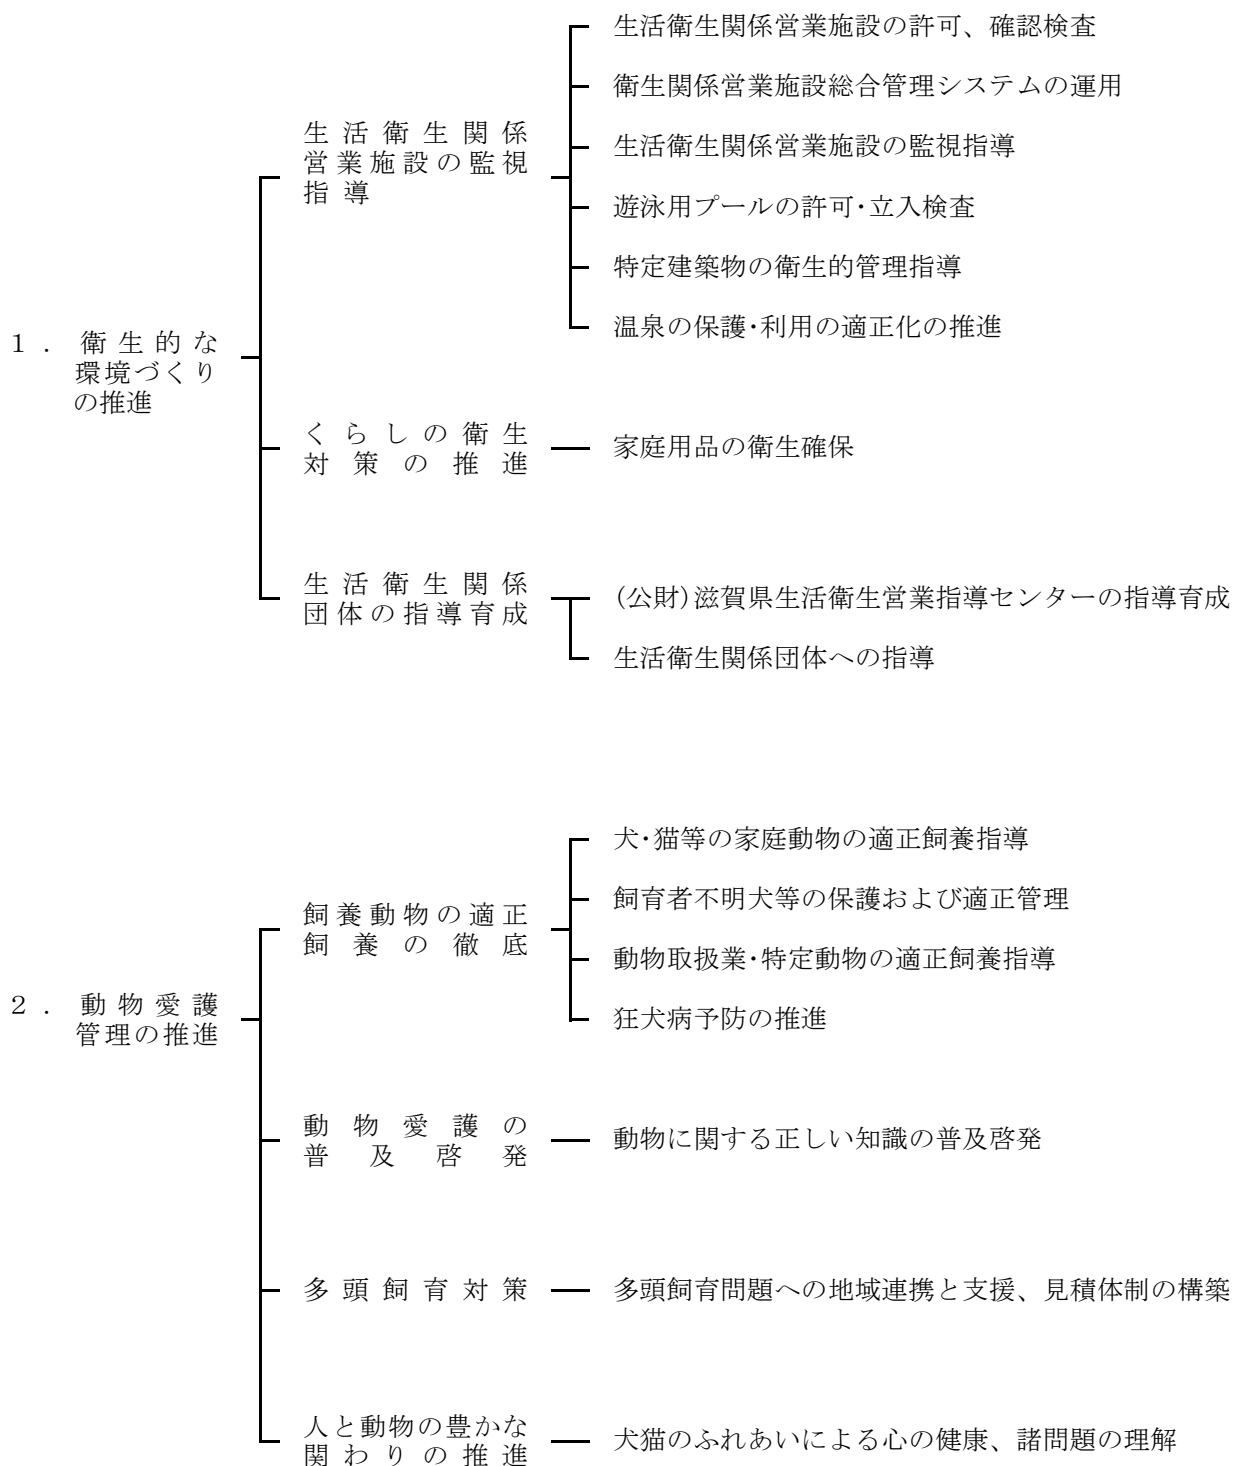 生活衛生関係営業施設の許可、確認検査
衛生関係営業施設総合管理システムの運用
生活衛生関係
営業施設の監視
指導
生活衛生関係営業施設の監視指導
遊泳用プールの許可・立入検査
特定建築物の衛生的管理指導
温泉の保護・利用の適正化の推進
1.衛生的な
環境づくり
の推進
くらしの衛生
対策の推進
家庭用品の衛生確保
生活衛生関係
団体の指導育成
(公財)滋賀県生活衛生営業指導センターの指導育成
生活衛生関係団体への指導
犬・猫等の家庭動物の適正飼養指導
飼育者不明犬等の保護および適正管理
飼養動物の適正
飼養の徹底
動物取扱業・特定動物の適正飼養指導
狂犬病予防の推進
2.動物愛護
管理の推進
動物愛護の
普及啓発
動物に関する正しい知識の普及啓発
多頭飼育対策
多頭飼育問題への地域連携と支援、見積体制の構築
人と動物の豊かな
関わりの推進
犬猫のふれあいによる心の健康、諸問題の理解